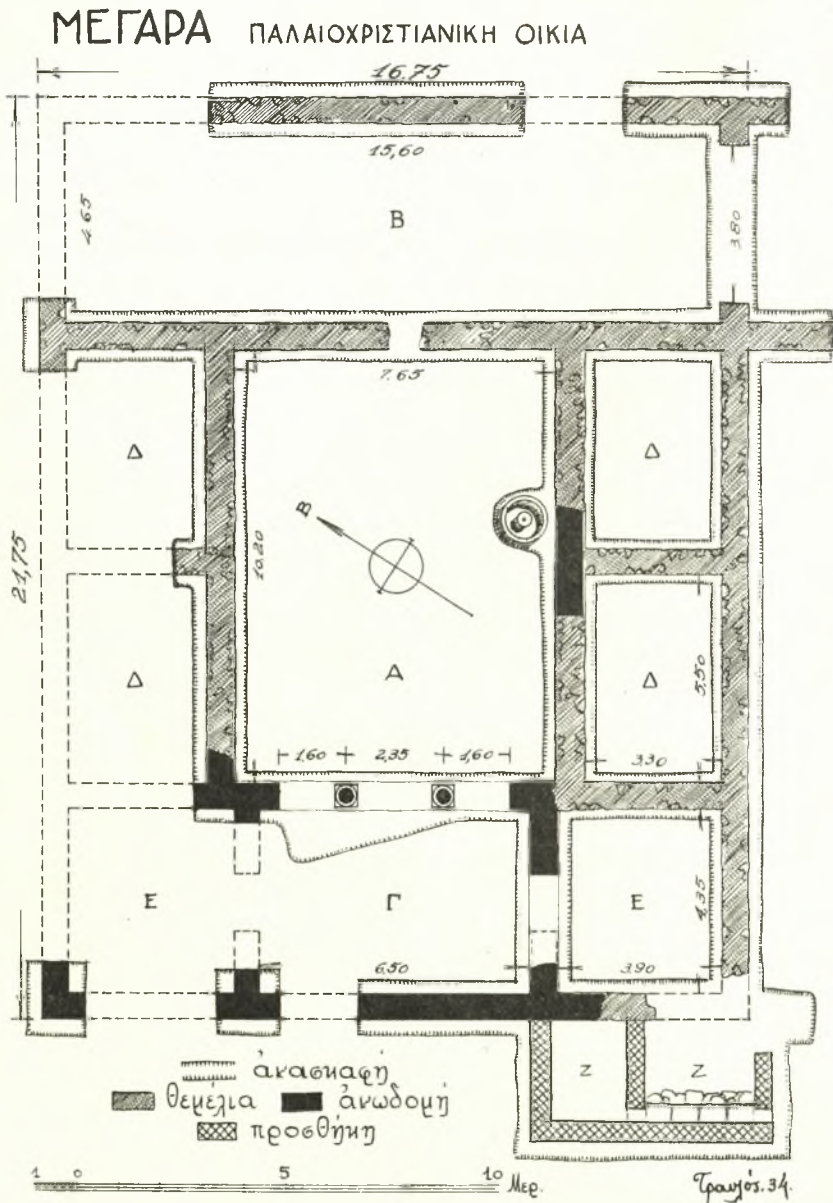 ΜΕΓΑΡΑ ΠΑΛΑΙΟΧΡΙΣΤΙΑΝΙΚΗ ΟΙΚΙΑ
16.75
15,60
4.65
Β
3.80
7.65
Δ
Δ
Β
10.20
21,75
Δ
Α
Δ
5,50
1,60 2,35 1,60
3.30
Ε
Γ
Ε
4,35
6,50
3.90
Ζ
Ζ
ἀνασκαφή
θεμέλια ἀνωδομή
προσθήκη
1 0 5 10 Μερ.
Τραυλός.34.